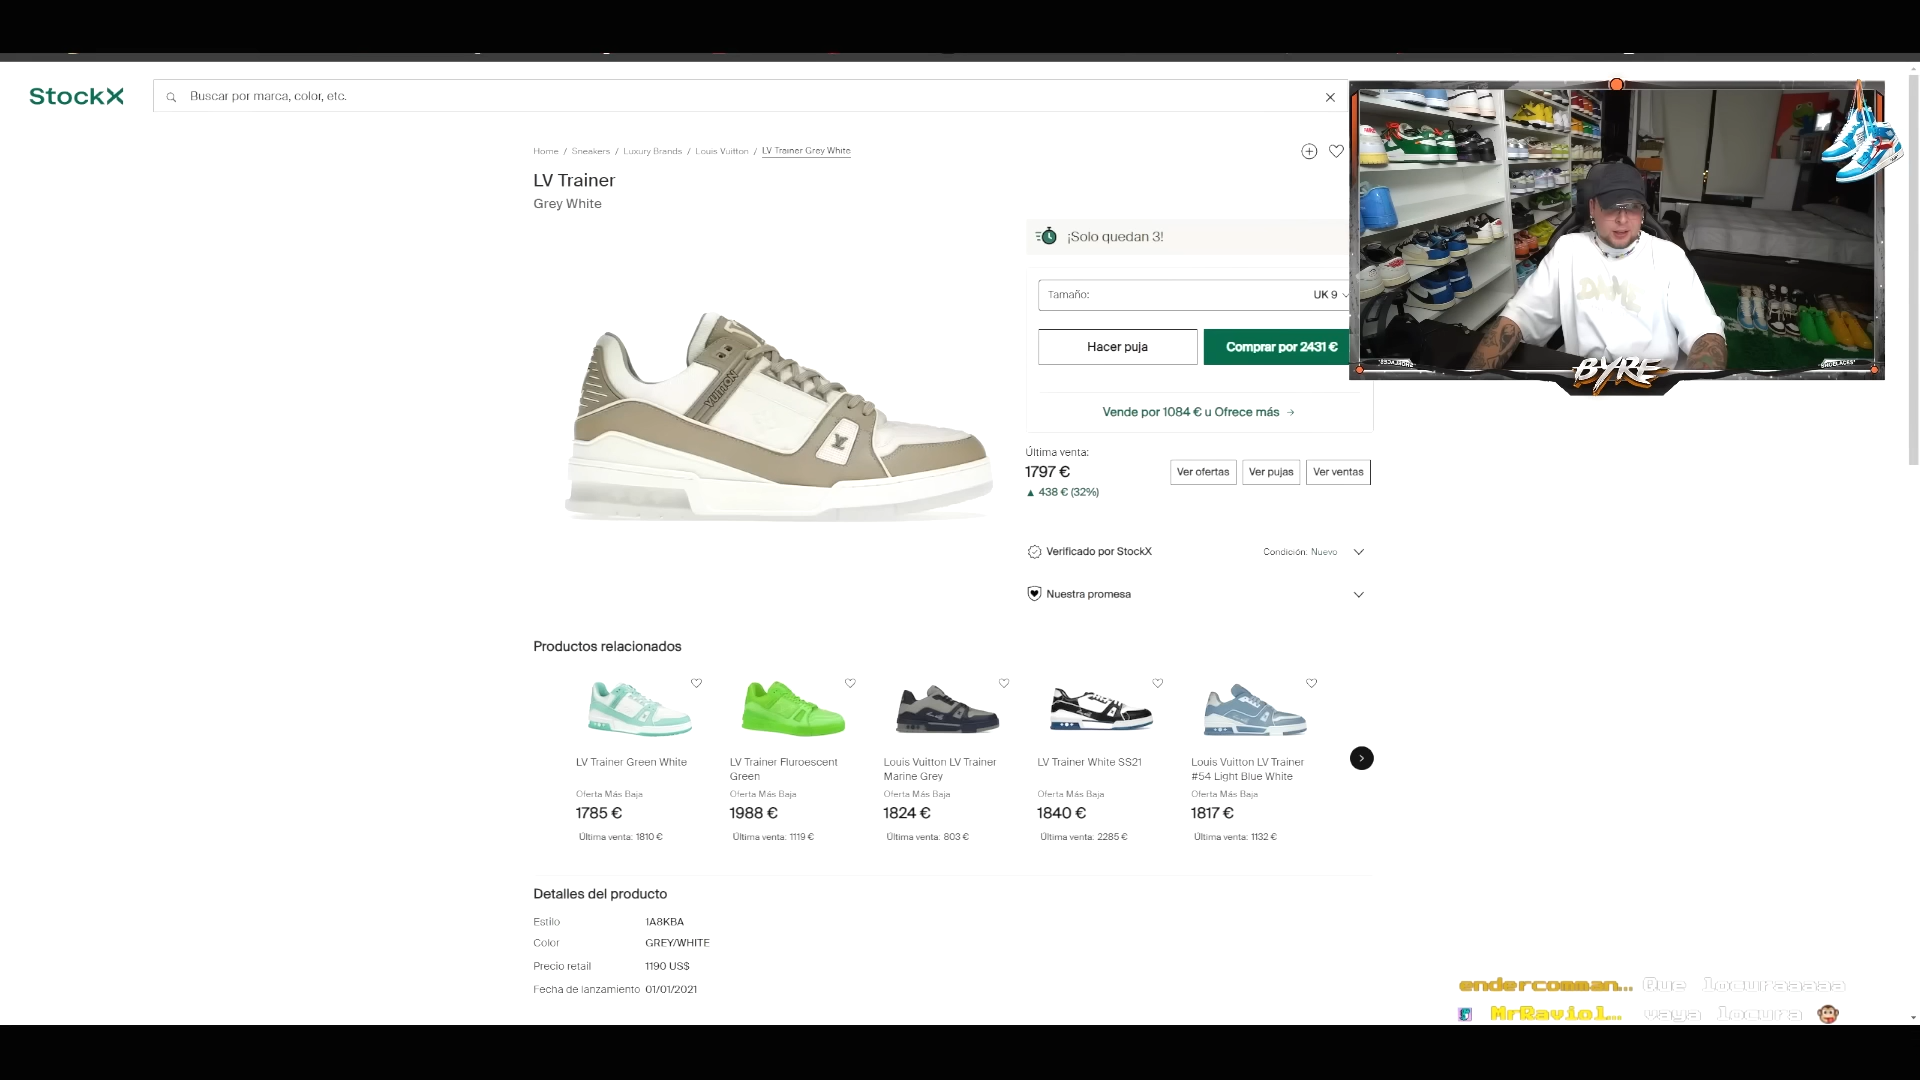 StockX
Buscar por marca, color, etc.
Home / Sneakers / Luxury Brands / Louis Vuitton / LV Trainer Grey White
LV Trainer
Grey White
¡Solo quedan 3!
Tamaño: UK 9
Hacer puja
Comprar por 2431 €
Vende por 1084 € u Ofrece más
Última venta:
1797 €
▲ 438 € (32%)
Ver ofertas
Ver pujas
Ver ventas
Verificado por StockX
Condición: Nuevo
Nuestra promesa
VUITTON
BYRE
Productos relacionados
LV Trainer Green White
Oferta Más Baja
1785 €
Última venta: 1810 €
LV Trainer Fluroescent
Green
Oferta Más Baja
1988 €
Última venta: 1119 €
Louis Vuitton LV Trainer
Marine Grey
Oferta Más Baja
1824 €
Última venta: 803 €
LV Trainer White SS21
Oferta Más Baja
1840 €
Última venta: 2285 €
Louis Vuitton LV Trainer
#54 Light Blue White
Oferta Más Baja
1817 €
Última venta: 1132 €
Detalles del producto
Estilo 1A8KBA
Color GREY/WHITE
Precio retail 1190 US$
Fecha de lanzamiento 01/01/2021
endercomman... Que locuraaaaa
MrRaviol... vaya locura